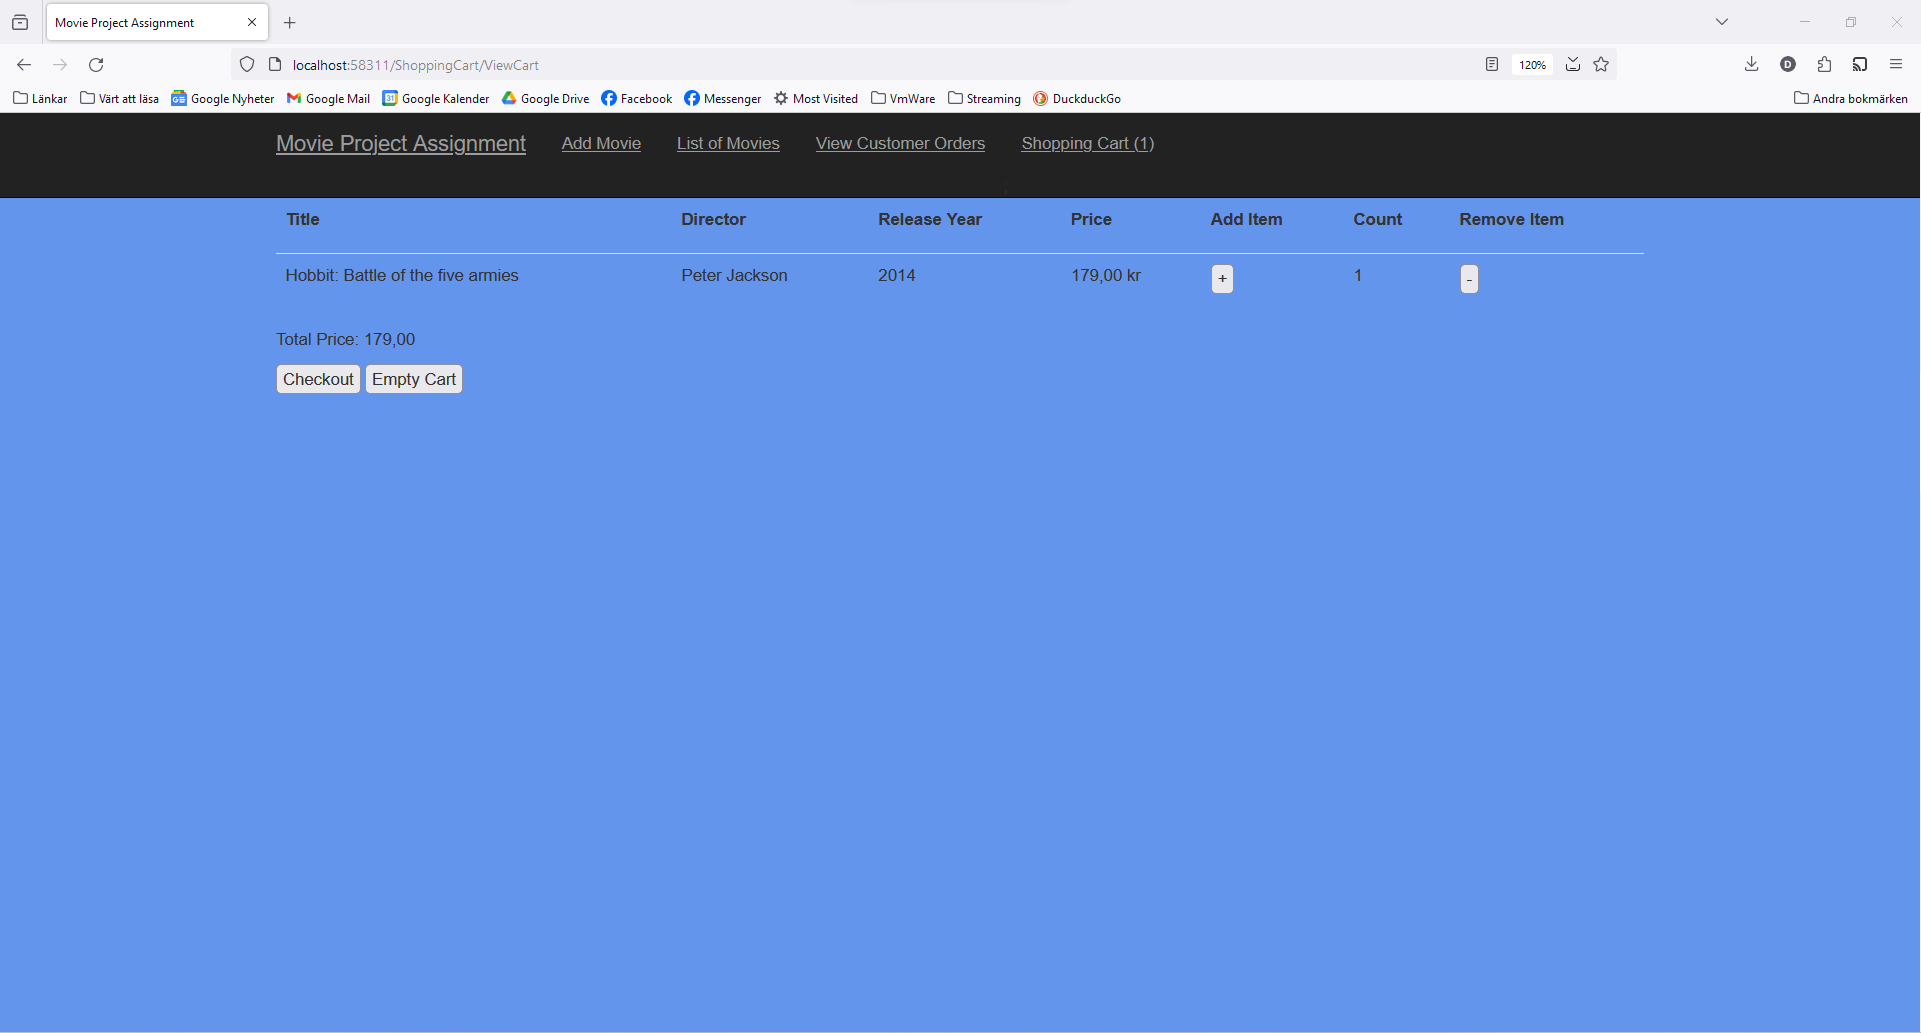 Movie Project Assignment
localhost:58311/ShoppingCart/ViewCart 120% D
Länkar Värt att läsa Google Nyheter Google Mail Google Kalender Google Drive Facebook Messenger Most Visited VmWare Streaming DuckduckGo Andra bokmärken
Movie Project Assignment Add Movie List of Movies View Customer Orders Shopping Cart (1)
Title Director Release Year Price Add Item Count Remove Item
Hobbit: Battle of the five armies Peter Jackson 2014 179,00 kr + 1 -
Total Price: 179,00
Checkout Empty Cart